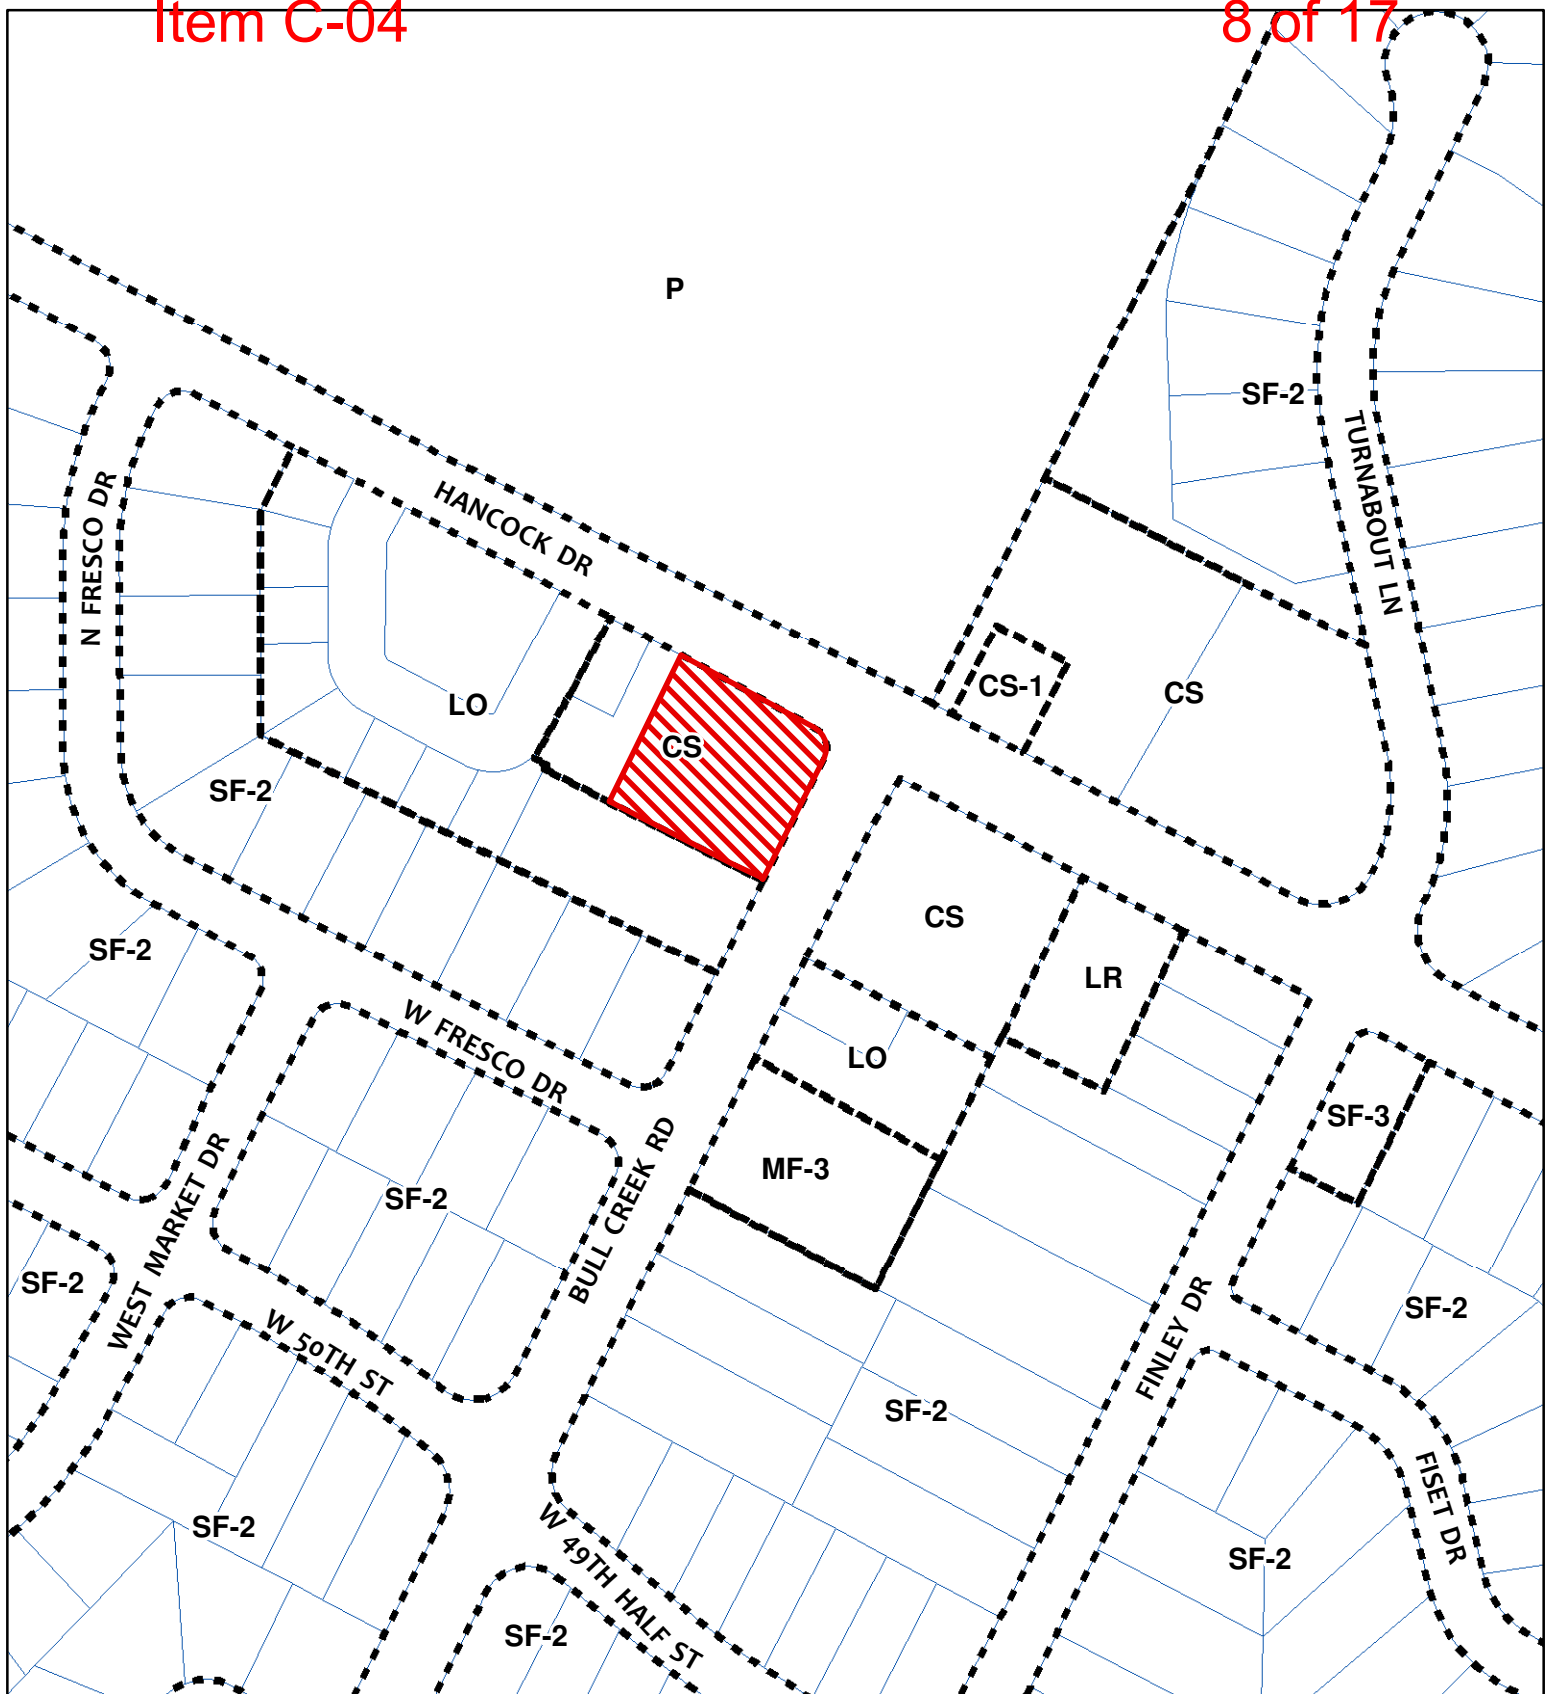 Item C-04
8 of 17
P
SF-2
TURNABOUT LN
HANCOCK DR
N FRESCO DR
CS-1
CS
LO
CS
SF-2
CS
LR
SF-2
W FRESCO DR
LO
SF-3
MF-3
BULL CREEK RD
WEST MARKET DR
SF-2
SF-2
SF-2
W 50TH ST
FINLEY DR
SF-2
FISET DR
SF-2
W 49TH HALF ST
SF-2
SF-2